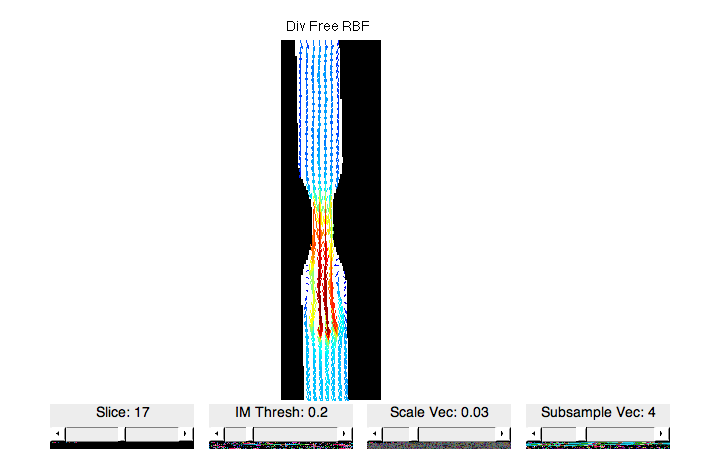 Div Free RBF
Slice: 17
IM Thresh: 0.2
Scale Vec: 0.03
Subsample Vec: 4